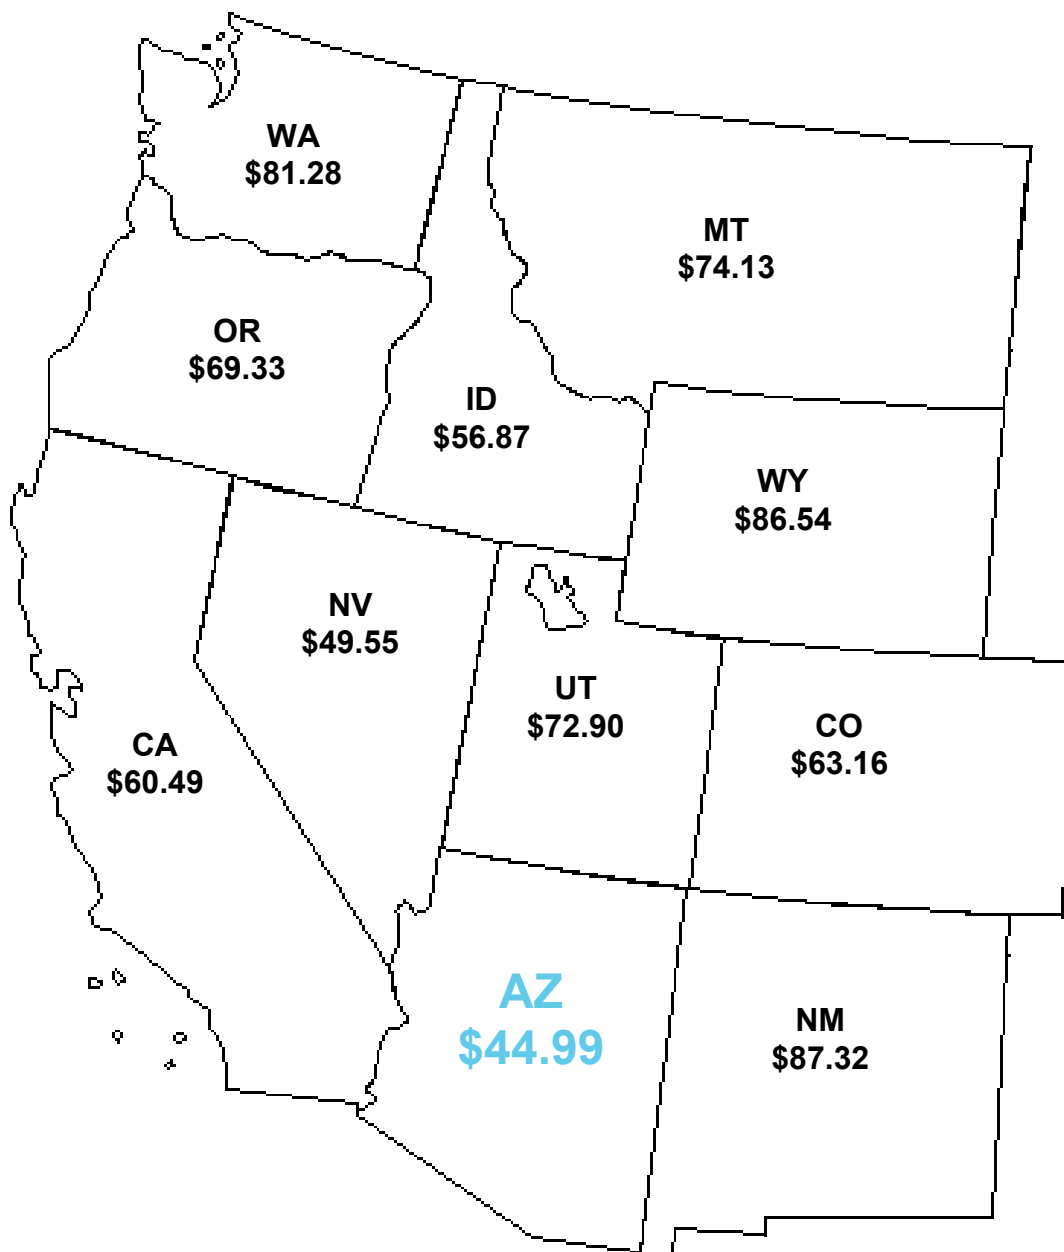 WA
$81.28
MT
$74.13
OR
$69.33
ID
$56.87
WY
$86.54
NV
$49.55
UT
$72.90
CO
$63.16
CA
$60.49
AZ
$44.99
NM
$87.32